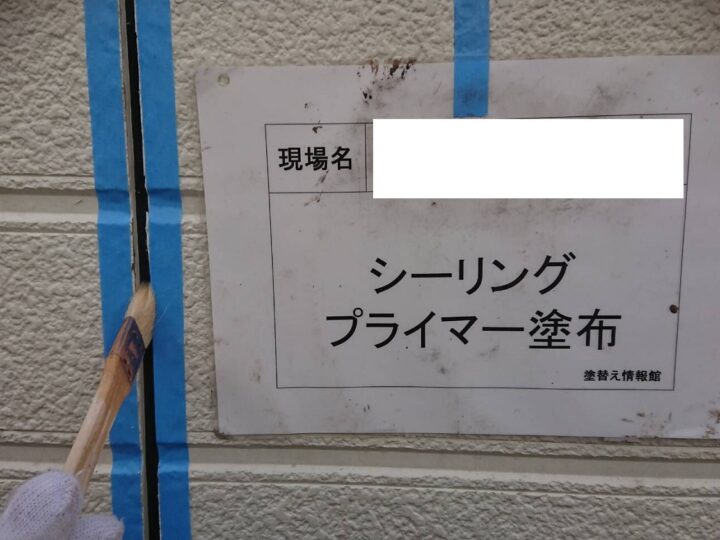 現場名
シーリング
プライマー塗布
塗替え情報館